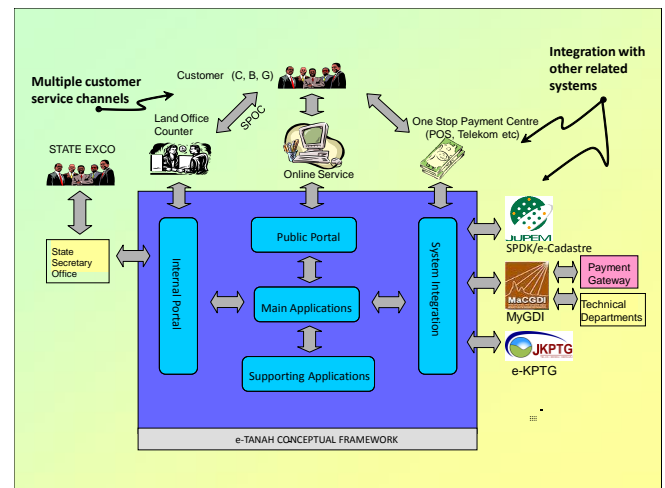 Customer (C, B, G)
Integration with
other related
systems
Multiple customer
service channels
Land Office
Counter
SPOC
One Stop Payment Centre
(POS, Telekom etc)
STATE EXCO
Online Service
JUPEM
SPDK/e-Cadastre
State
Secretary
Office
Internal Portal
Public Portal
System Integration
Main Applications
Supporting Applications
MaCGDI
MyGDI
Payment
Gateway
Technical
Departments
JKPTG
e-KPTG
e-TANAH CONCEPTUAL FRAMEWORK